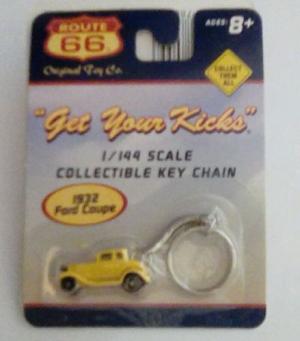 ROUTE
66
Original Toy Co.
AGES: 8+
COLLECT
THEM
ALL
"Get Your Kicks"
1/144 SCALE
COLLECTIBLE KEY CHAIN
1932
Ford Coupe